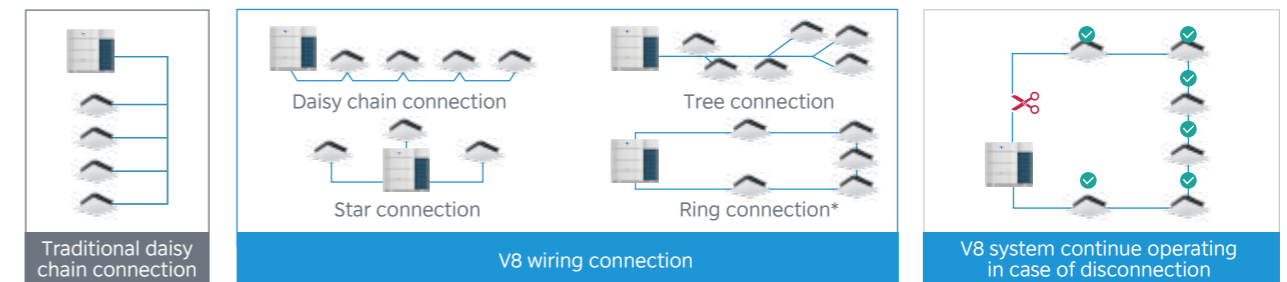 Traditional daisy
chain connection
Daisy chain connection
Tree connection
Star connection
Ring connection*
V8 wiring connection
V8 system continue operating
in case of disconnection